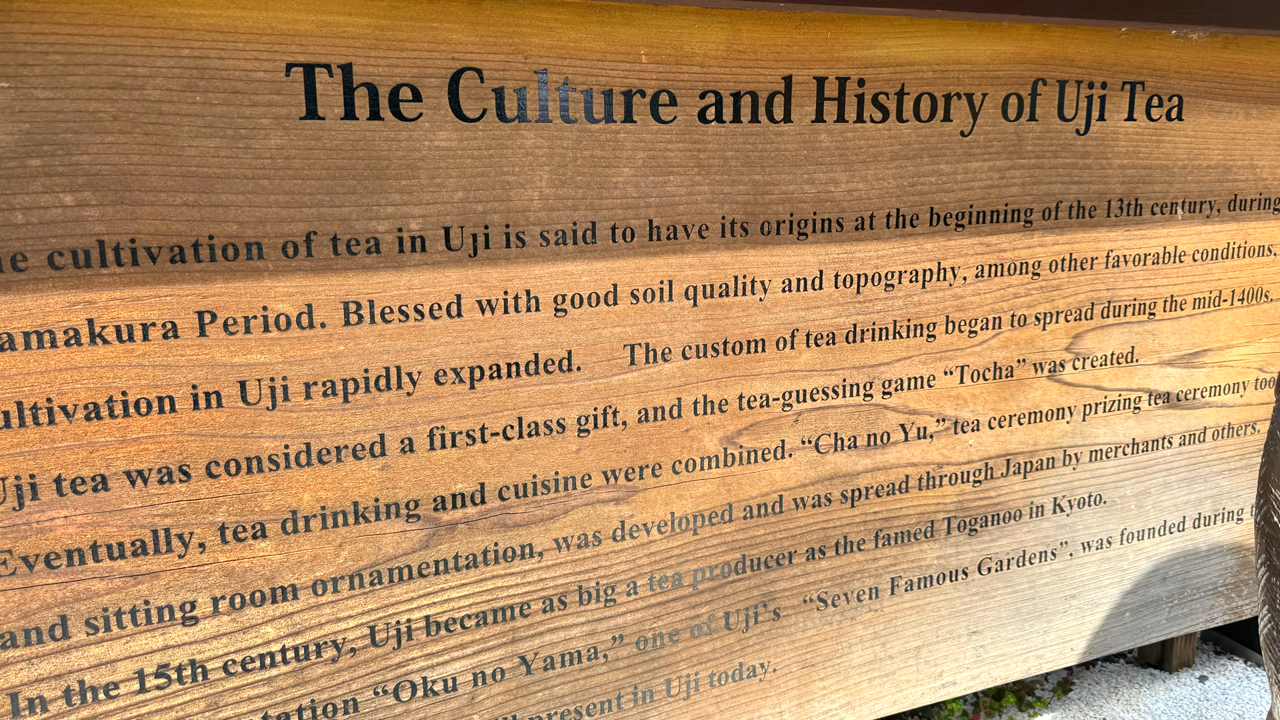 The Culture and History of Uji Tea
cultivation of tea in Uji is said to have its origins at the beginning of the 13th century, during
amakura Period. Blessed with good soil quality and topography, among other favorable conditions,
ultivation in Uji rapidly expanded. The custom of tea drinking began to spread during the mid-1400s.
Uji tea was considered a first-class gift, and the tea-guessing game “Tocha” was created.
Eventually, tea drinking and cuisine were combined. “Cha no Yu,” tea ceremony prizing tea ceremony too
and sitting room ornamentation, was developed and was spread through Japan by merchants and others.
In the 15th century, Uji became as big a tea producer as the famed Toganoo in Kyoto.
tation “Oku no Yama,” one of Uji’s “Seven Famous Gardens”, was founded during
present in Uji today.